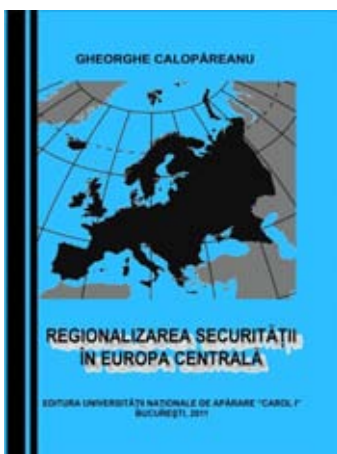 GHEORGHE CALOPĂREANU
REGIONALIZAREA SECURITĂȚII
ÎN EUROPA CENTRALĂ
EDITURA UNIVERSITĂȚII NAȚIONALE DE APĂRARE "CAROL I"
BUCUREȘTI, 2011